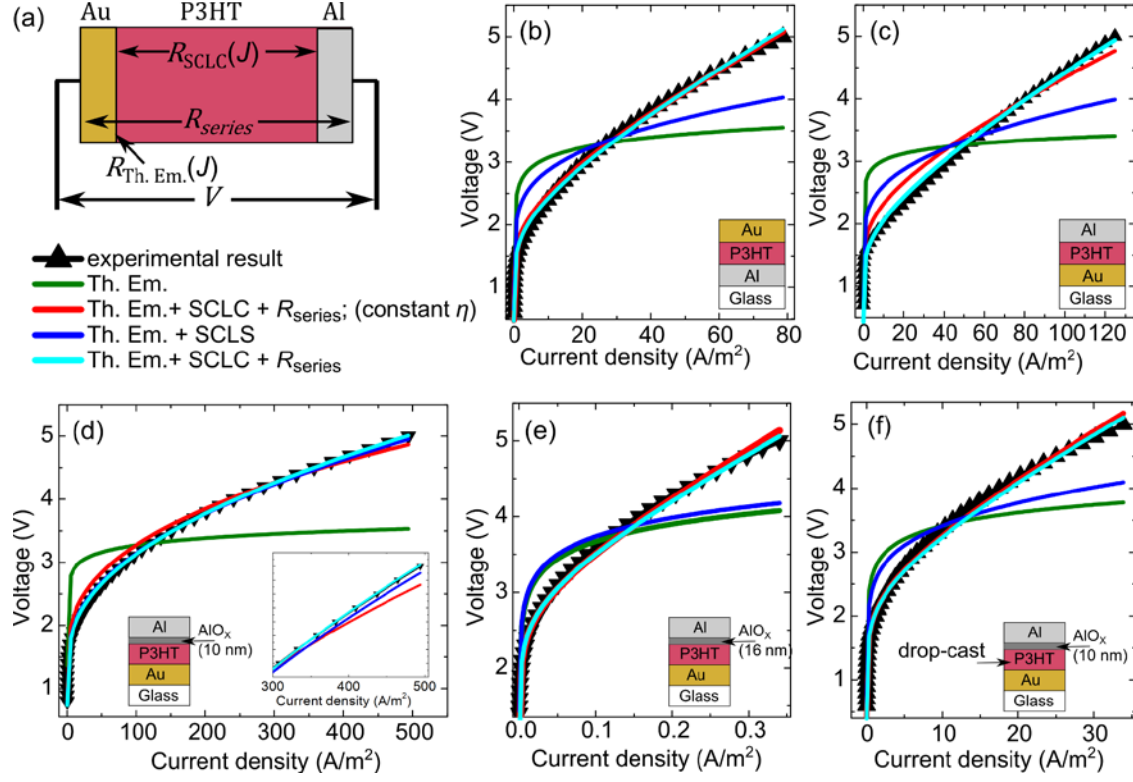 (a)
Au P3HT Al
R_SCLC(J)
R_series
R_Th. Em.(J)
V
experimental result
Th. Em.
Th. Em.+ SCLC + R_series; (constant η)
Th. Em. + SCLS
Th. Em.+ SCLC + R_series
(b)
Voltage (V)
5
4
3
2
1
0 20 40 60 80
Current density (A/m²)
Au
P3HT
Al
Glass
(c)
Voltage (V)
5
4
3
2
1
0 20 40 60 80 100 120
Current density (A/m²)
Al
P3HT
Au
Glass
(d)
Voltage (V)
5
4
3
2
1
0 100 200 300 400 500
Current density (A/m²)
Al
AlOx
(10 nm)
P3HT
Au
Glass
300 400 500
Current density (A/m²)
(e)
Voltage (V)
5
4
3
2
0.0 0.1 0.2 0.3
Current density (A/m²)
Al
AlOx
(16 nm)
P3HT
Au
Glass
(f)
Voltage (V)
5
4
3
2
1
0 10 20 30
Current density (A/m²)
Al
AlOx
(10 nm)
drop-cast
P3HT
Au
Glass